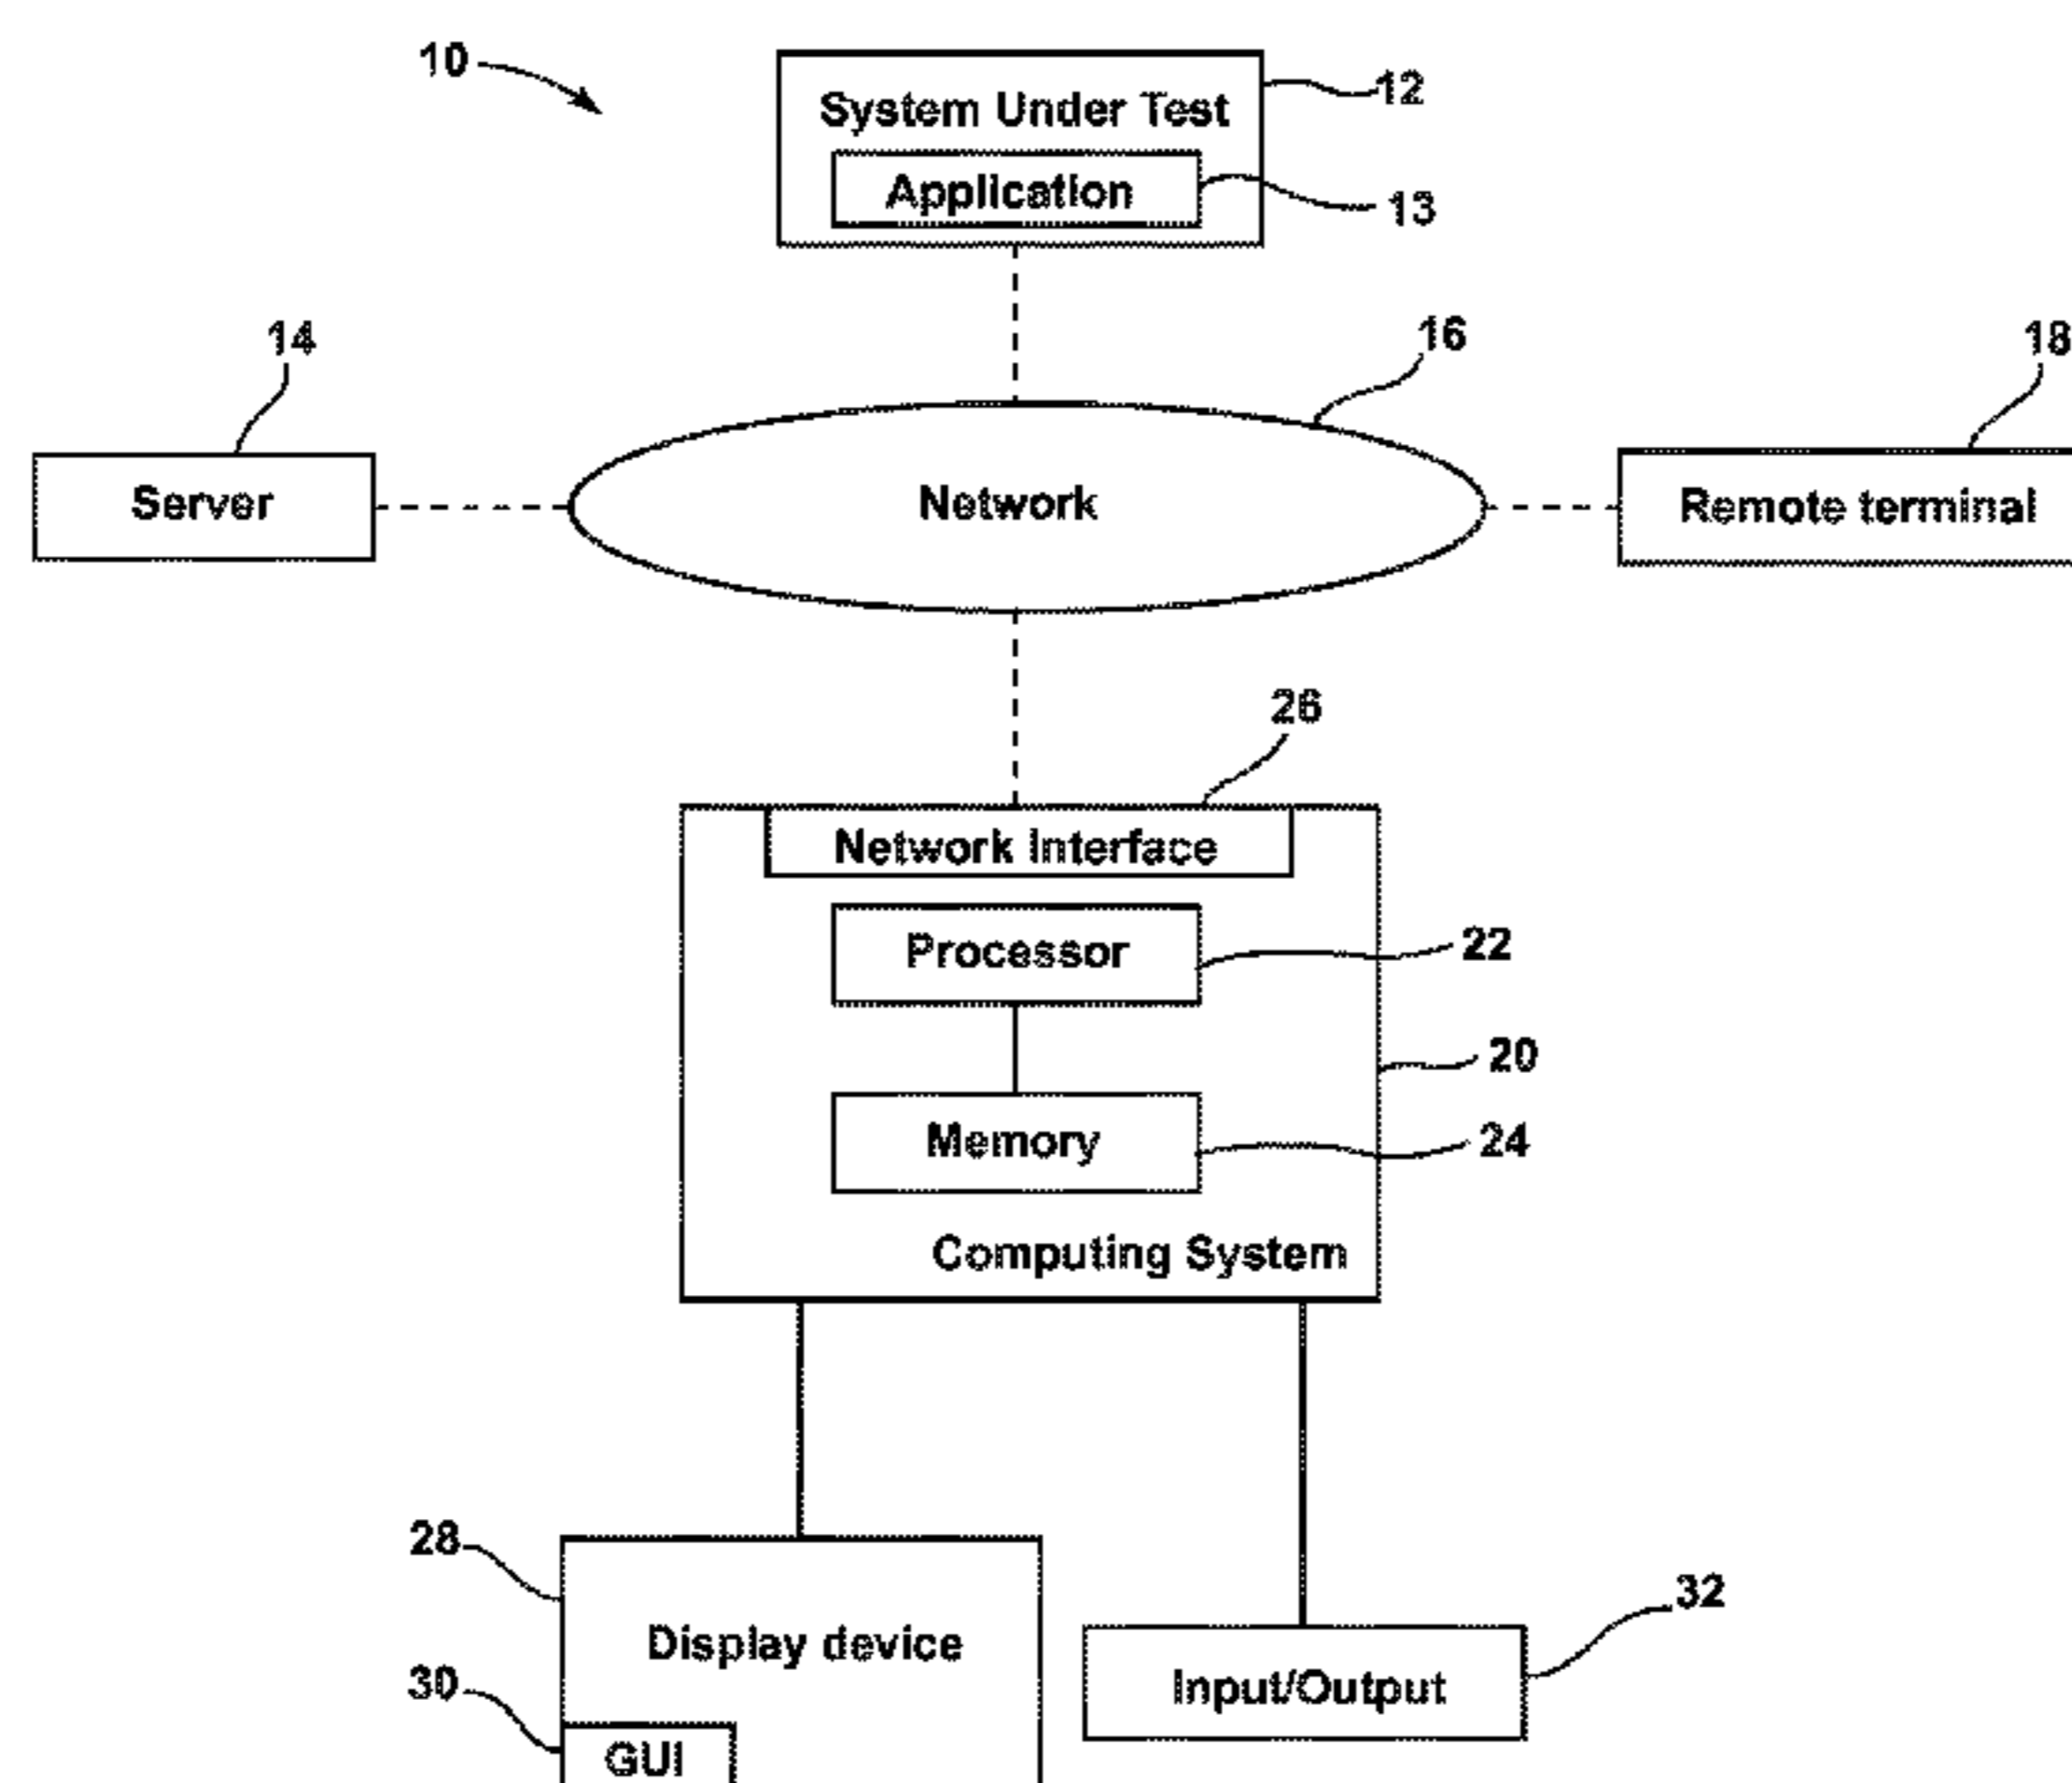 10
12
System Under Test
Application
13
14
16
18
Server
Network
Remote terminal
26
Network Interface
Processor
22
20
Memory
24
Computing System
28
32
Display device
30
Input/Output
GUI